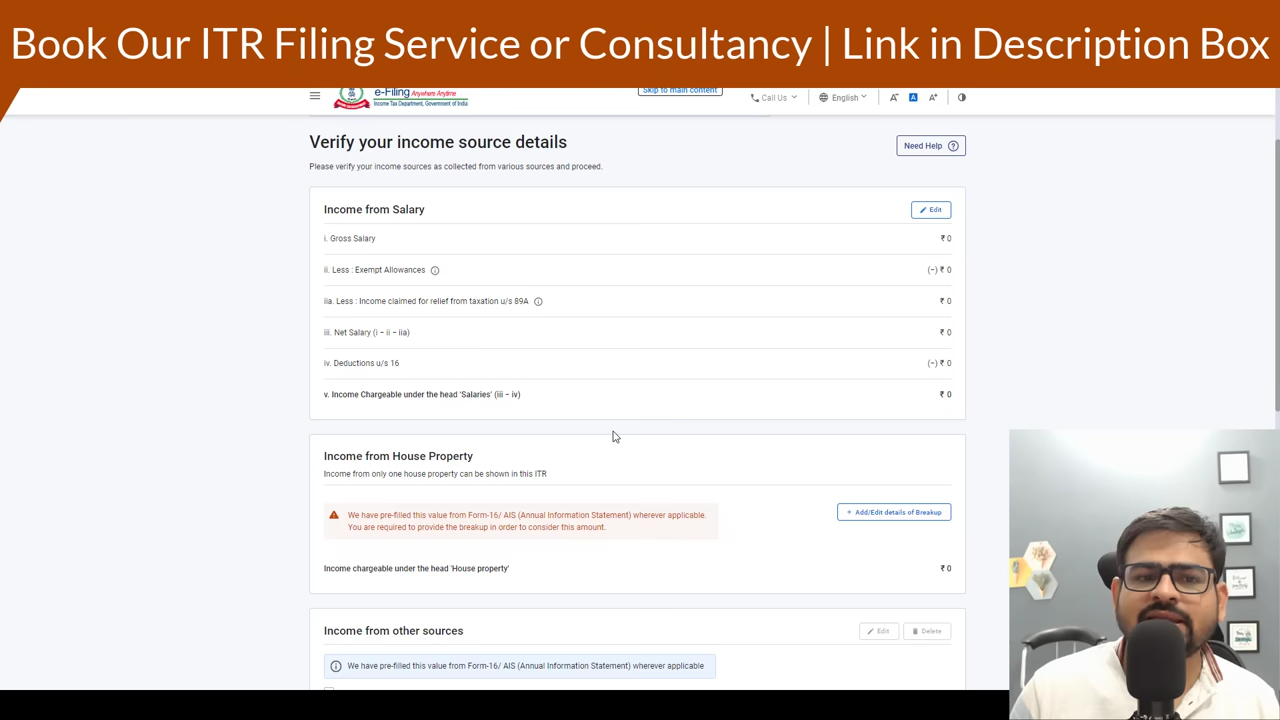 Book Our ITR Filing Service or Consultancy | Link in Description Box
e-Filing Anywhere Anytime
Income Tax Department, Government of India
Skip to main content
Call Us
English
A-
A
A+
Verify your income source details
Need Help
Please verify your income sources as collected from various sources and proceed.
Income from Salary
Edit
i. Gross Salary ₹ 0
ii. Less : Exempt Allowances (-) ₹ 0
iia. Less : Income claimed for relief from taxation u/s 89A ₹ 0
iii. Net Salary (i - ii - iia) ₹ 0
iv. Deductions u/s 16 (-) ₹ 0
v. Income Chargeable under the head 'Salaries' (iii - iv) ₹ 0
Income from House Property
Income from only one house property can be shown in this ITR
We have pre-filled this value from Form-16/ AIS (Annual Information Statement) wherever applicable.
You are required to provide the breakup in order to consider this amount.
+ Add/Edit details of Breakup
Income chargeable under the head 'House property' ₹ 0
Income from other sources
Edit
Delete
We have pre-filled this value from Form-16/ AIS (Annual Information Statement) wherever applicable